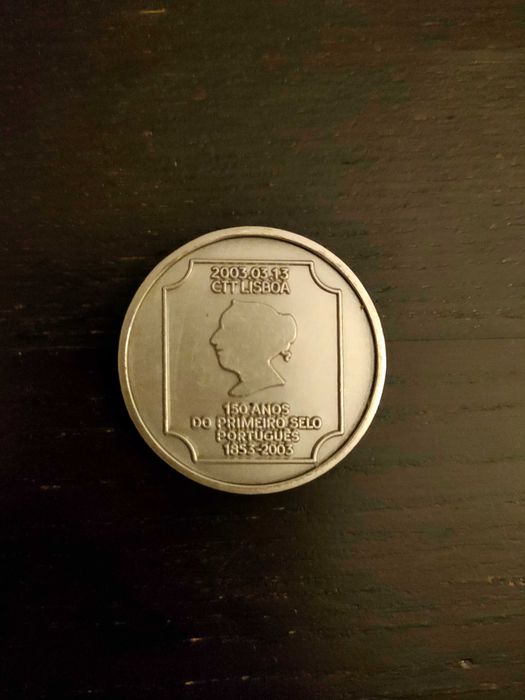 2003.03.13
CTT LISBOA
150 ANOS
DO PRIMEIRO SELO
PORTUGUÊS
1853-2003